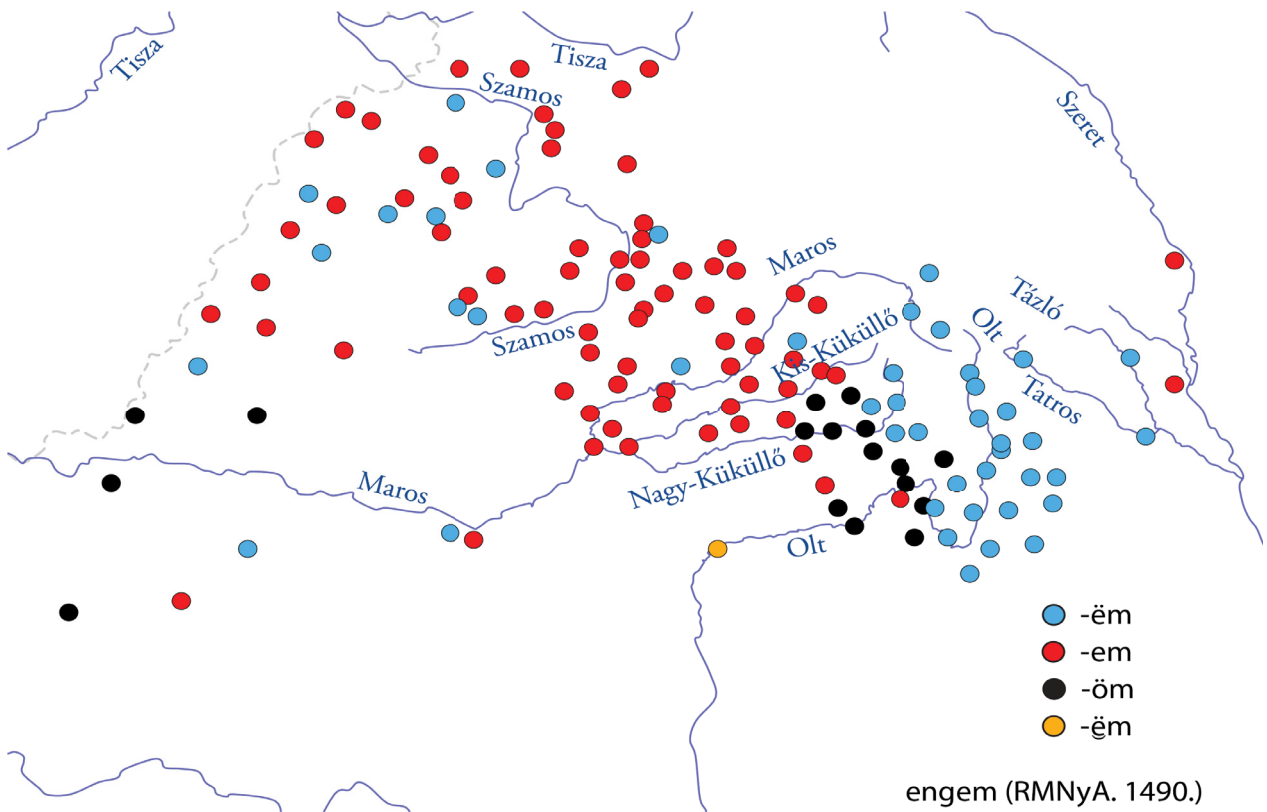 Tisza
Tisza
Szamos
Szeret
Maros
Tázló
Olt
Szamos
Kis-Küküllő
Tatros
Maros
Nagy-Küküllő
Olt
-ëm
-em
-öm
-ë̮m
engem (RMNyA. 1490.)